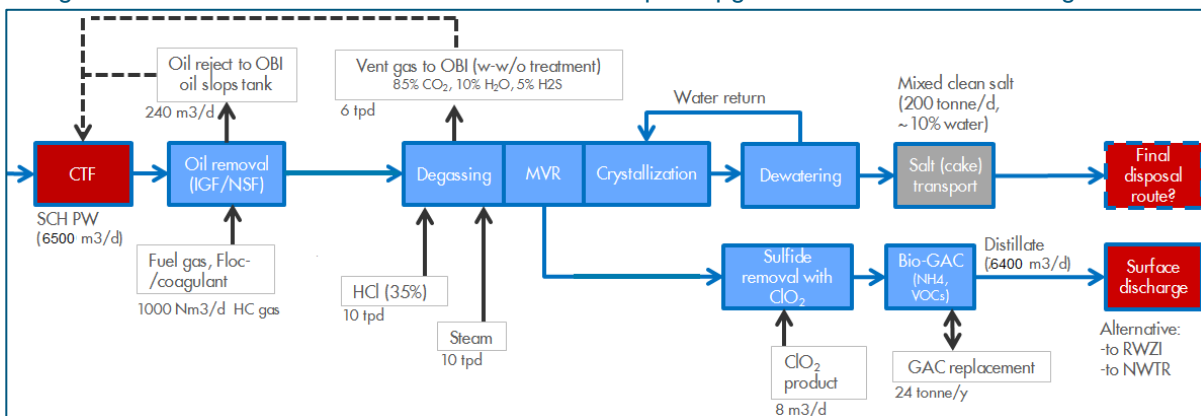 Oil reject to OBI
oil slops tank
240 m3/d
Vent gas to OBI (w-w/o treatment)
85% CO₂, 10% H₂O, 5% H2S
6 tpd
Water return
Mixed clean salt
(200 tonne/d,
~10% water)
CTF
Oil removal
(IGF/NSF)
Degassing
MVR
Crystallization
Dewatering
Salt (cake)
transport
Final
disposal
route?
SCH PW
(6500 m3/d)
Fuel gas, Floc-
/coagulant
1000 Nm3/d HC gas
HCl (35%)
10 tpd
Steam
10 tpd
Sulfide
removal with
ClO₂
Bio-GAC
(NH4,
VOCs)
Distillate
(6400 m3/d)
Surface
discharge
ClO₂
product
8 m3/d
GAC replacement
24 tonne/y
Alternative:
-to RWZI
-to NWTR